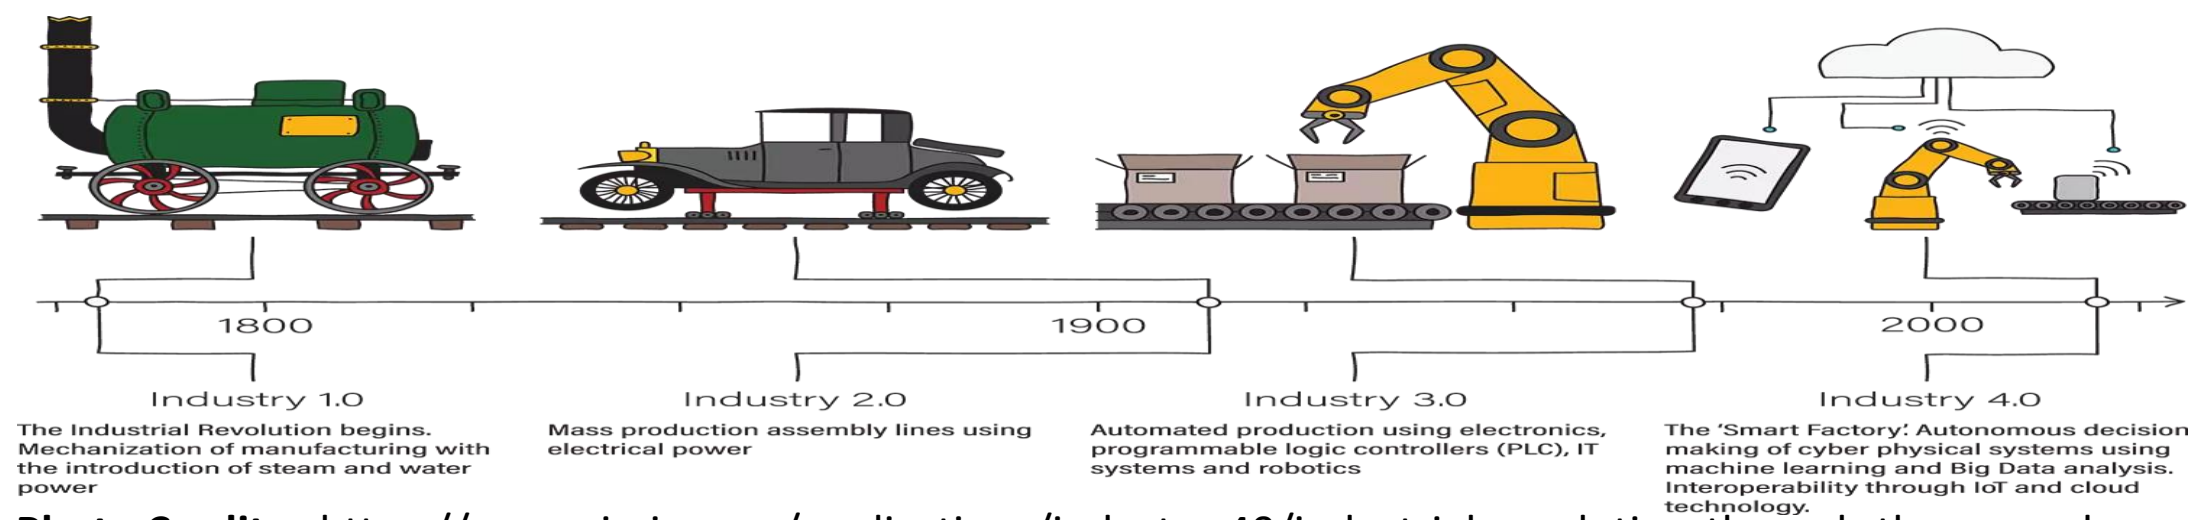 1800
1900
2000
Industry 1.0
The Industrial Revolution begins.
Mechanization of manufacturing with
the introduction of steam and water
power
Industry 2.0
Mass production assembly lines using
electrical power
Industry 3.0
Automated production using electronics,
programmable logic controllers (PLC), IT
systems and robotics
Industry 4.0
The ‘Smart Factory’. Autonomous decision
making of cyber physical systems using
machine learning and Big Data analysis.
Interoperability through IoT and cloud
technology.